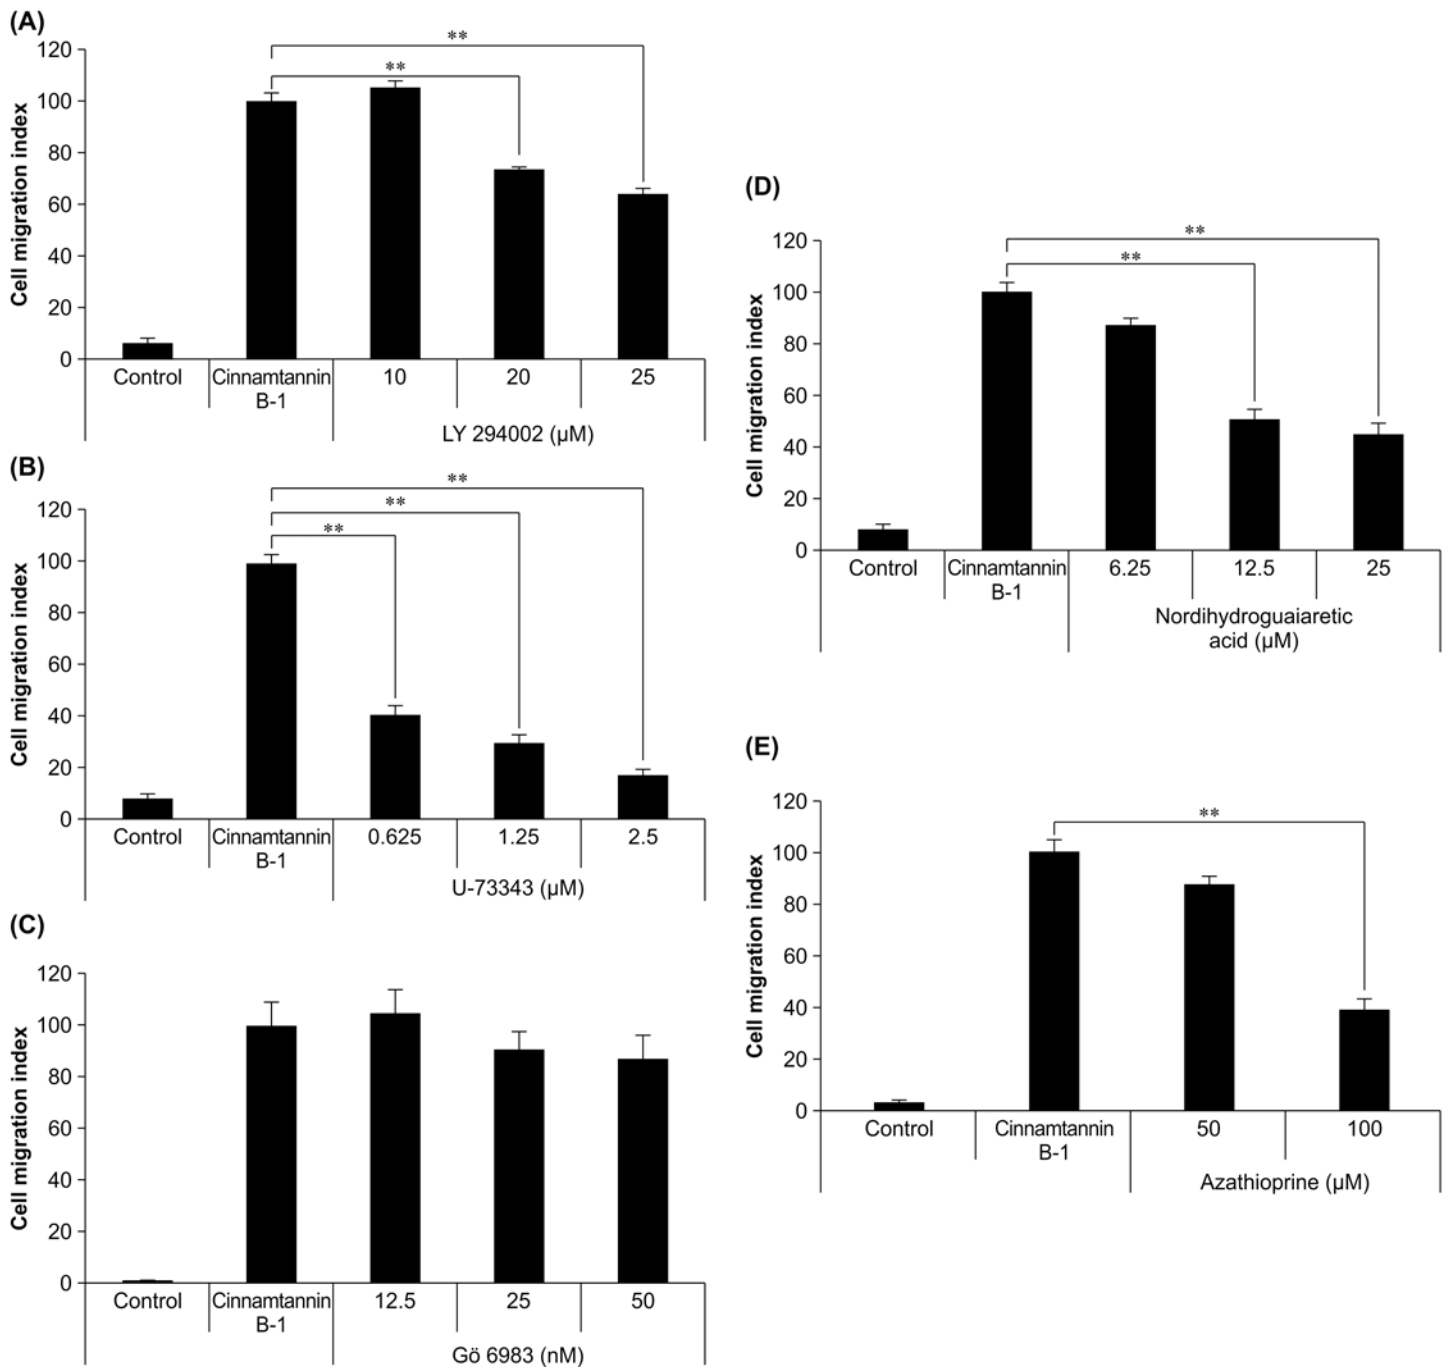 (A)
120
100
80
60
40
20
0
Cell migration index
**
**
Control
Cinnamtannin
B-1
10
20
25
LY 294002 (µM)
(B)
120
100
80
60
40
20
0
Cell migration index
**
**
**
Control
Cinnamtannin
B-1
0.625
1.25
2.5
U-73343 (µM)
(C)
120
100
80
60
40
20
0
Cell migration index
Control
Cinnamtannin
B-1
12.5
25
50
Gö 6983 (nM)
(D)
120
100
80
60
40
20
0
Cell migration index
**
**
Control
Cinnamtannin
B-1
6.25
12.5
25
Nordihydroguaiaretic
acid (µM)
(E)
120
100
80
60
40
20
0
Cell migration index
**
Control
Cinnamtannin
B-1
50
100
Azathioprine (µM)